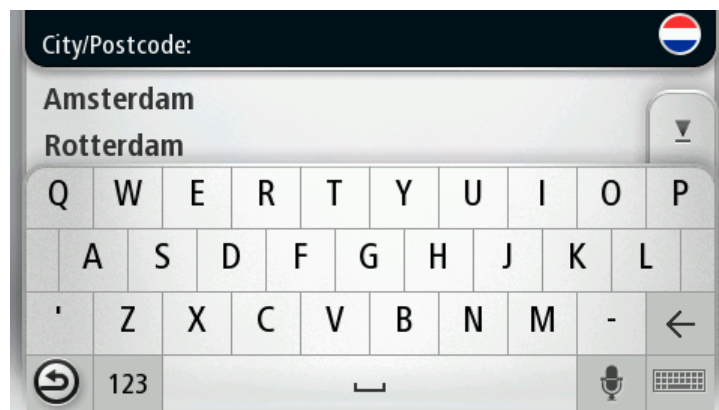 City/Postcode:
Amsterdam
Rotterdam
Q W E R T Y U I O P
A S D F G H J K L
' Z X C V B N M -
123